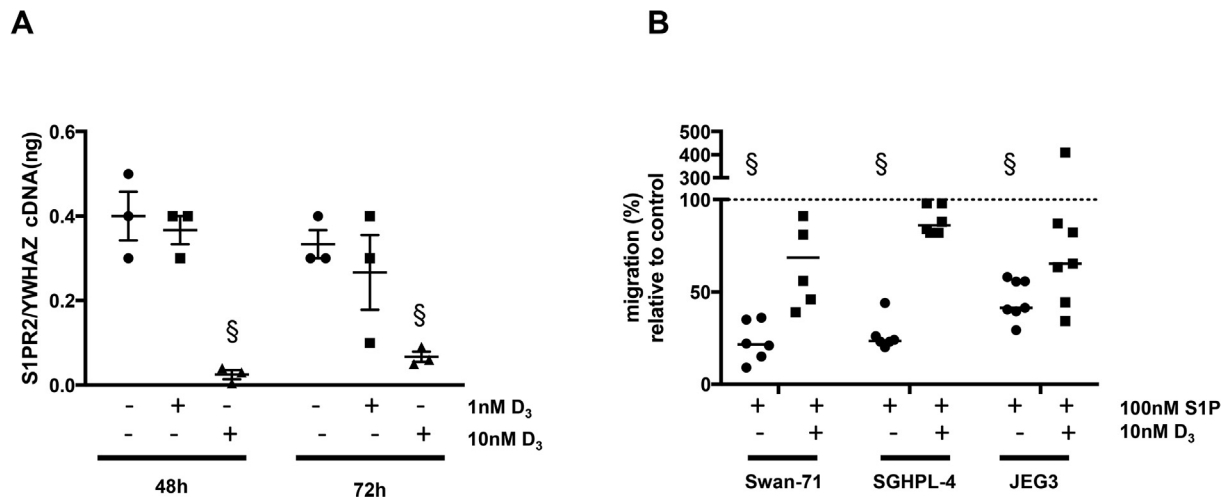 A
S1PR2/YWHAZ cDNA(ng)
0.6
0.4
0.2
0.0
§
§
- + - - + - 1nM D3
- - + - - + 10nM D3
48h
72h
B
migration (%)
relative to control
500
400
300
100
50
0
§
§
§
+ + + + + + 100nM S1P
- + - + - + 10nM D3
Swan-71
SGHPL-4
JEG3